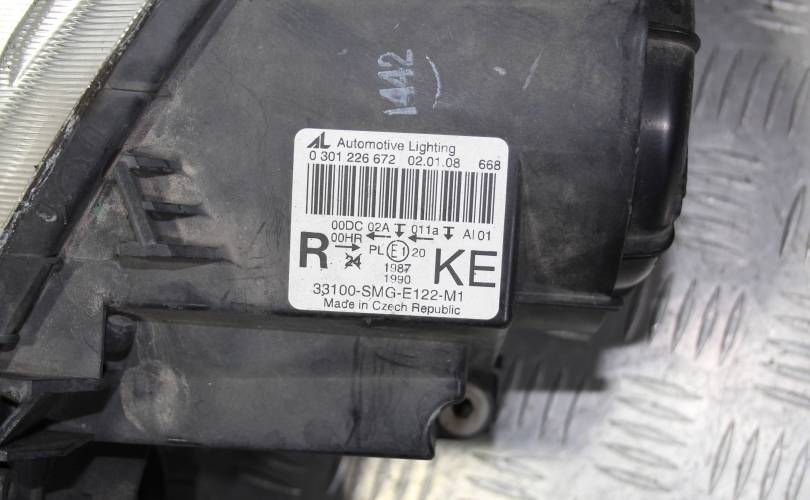 1442
AL Automotive Lighting
0 301 226 672 02.01.08 668
00DC 02A 011a AI 01
00HR
R PL E1 20 KE
24 1987
1990
33100-SMG-E122-M1
Made in Czech Republic